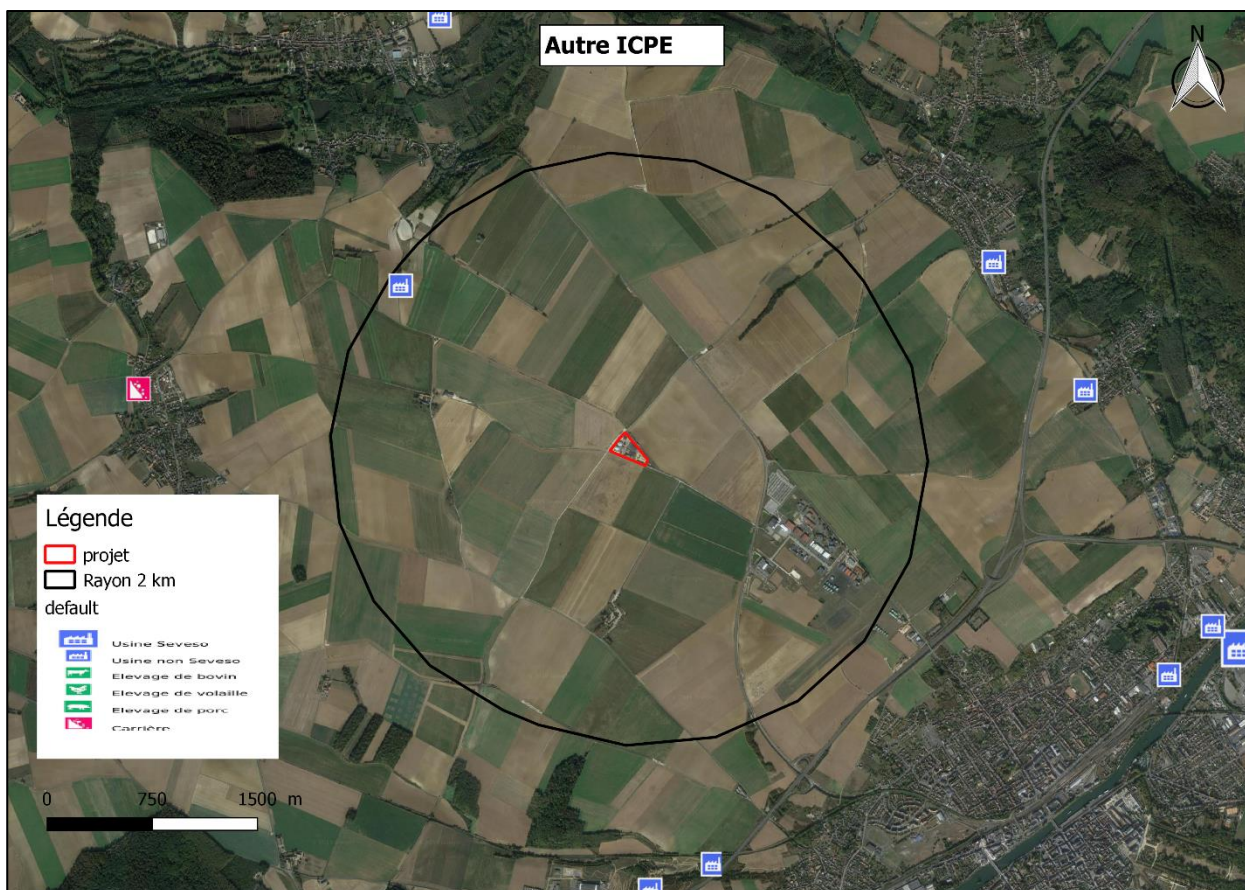 Autre ICPE
N
Légende
projet
Rayon 2 km
default
Usine Seveso
Usine non Seveso
Elevage de bovin
Elevage de volaille
Elevage de porc
Carrière
0 750 1500 m